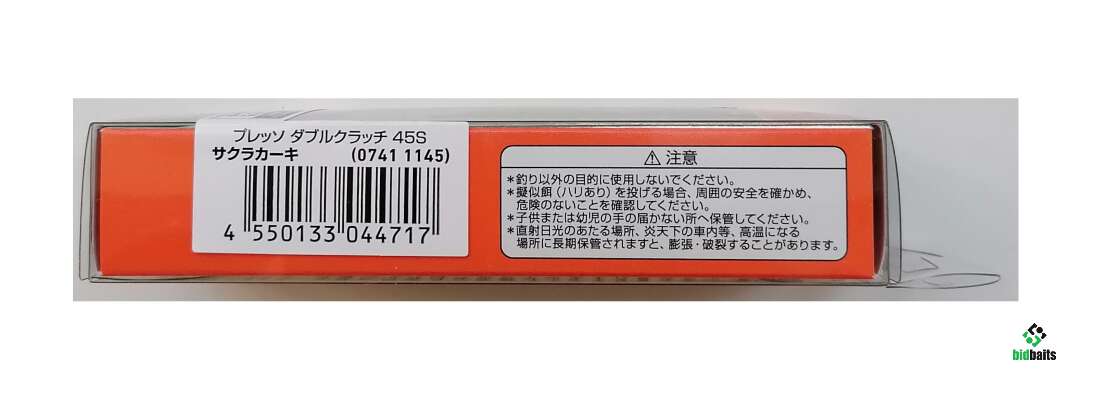 プレッソ ダブルクラッチ 45S
サクラカーキ (0741 1145)
4 550133 044717
⚠ 注意
*釣り以外の目的に使用しないでください。
*擬似餌（ハリあり）を投げる場合、周囲の安全を確かめ、
危険のないことを確認してください。
*子供または幼児の手の届かない所へ保管してください。
*直射日光のあたる場所、炎天下の車内等、高温になる
場所に長期保管されますと、膨張・破裂することがあります。
bidbaits